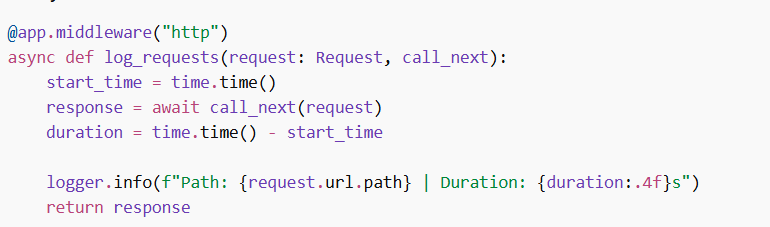 @app.middleware("http")
async def log_requests(request: Request, call_next):
    start_time = time.time()
    response = await call_next(request)
    duration = time.time() - start_time

    logger.info(f"Path: {request.url.path} | Duration: {duration:.4f}s")
    return response